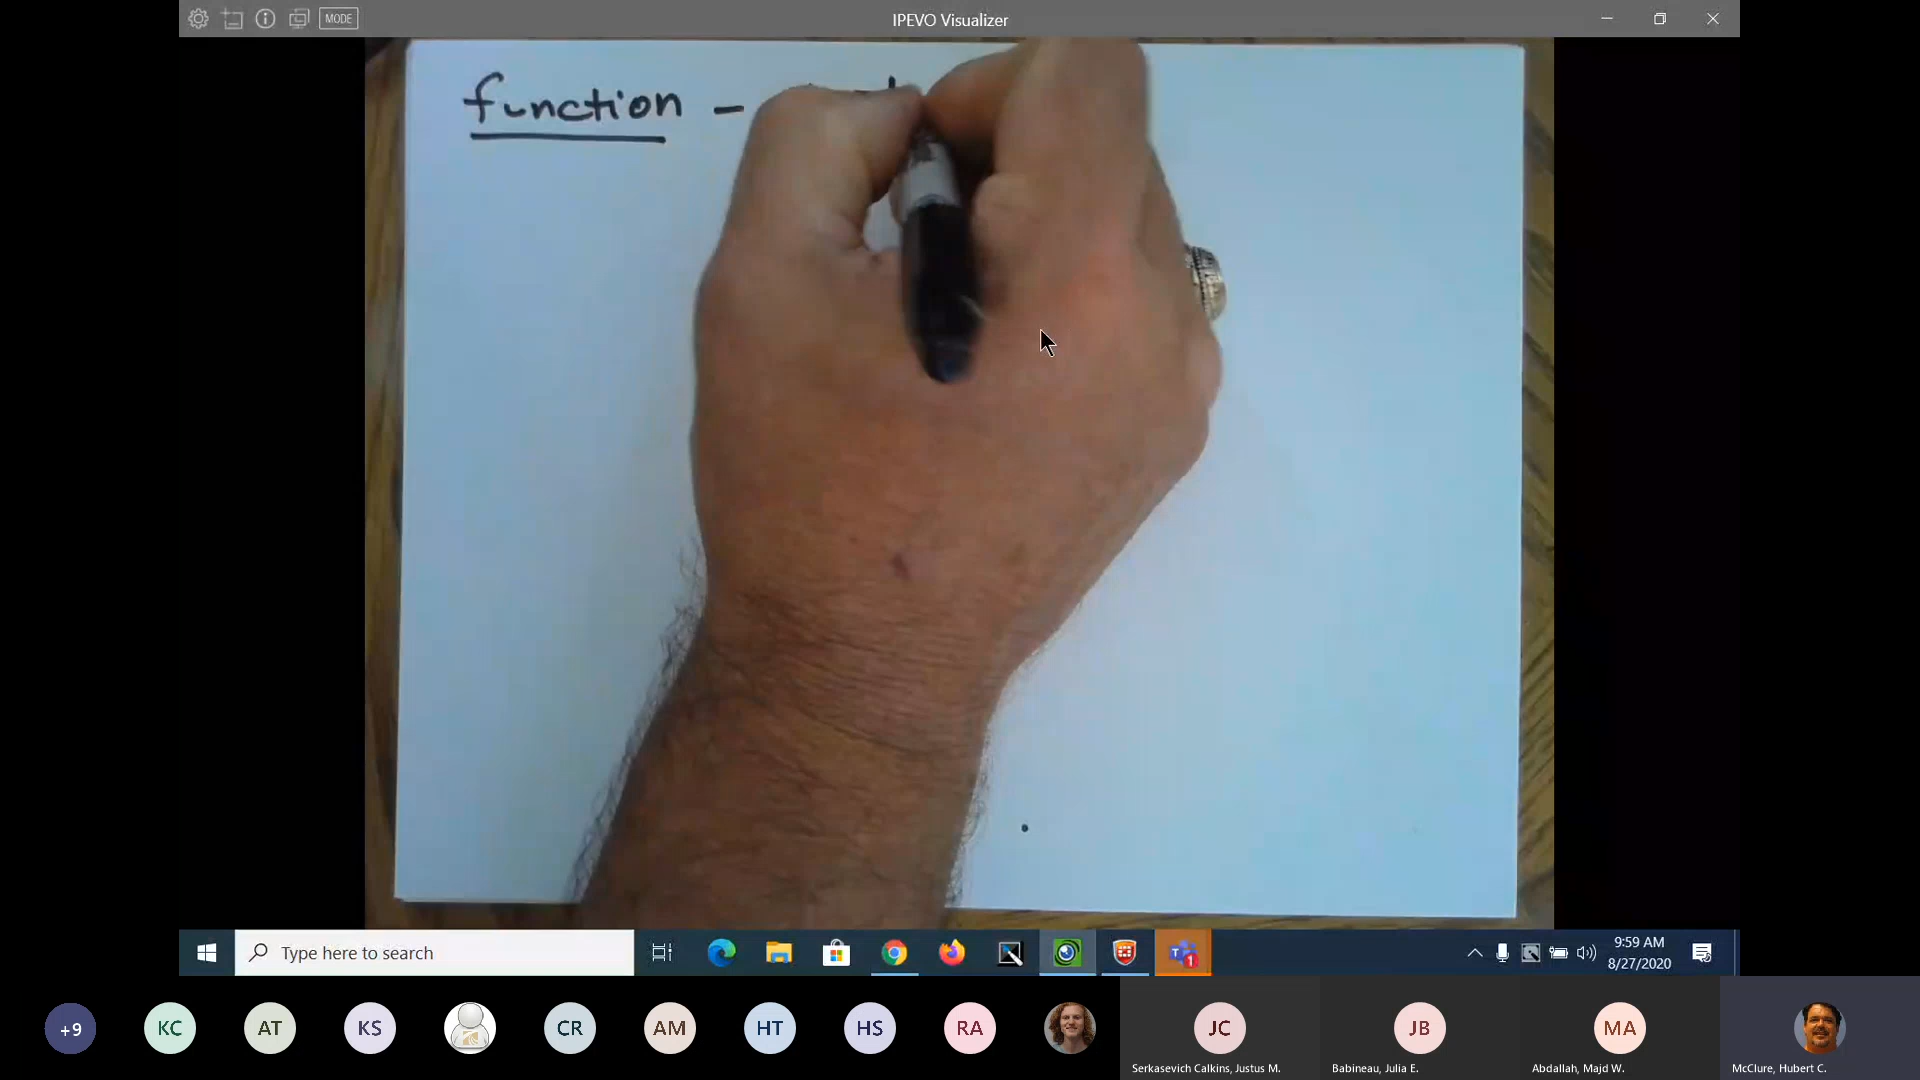 MODE
IPEVO Visualizer
function -
Type here to search
9:59 AM
8/27/2020
1
+9
KC
AT
KS
CR
AM
HT
HS
RA
JC
JB
MA
Serkasevich Calkins, Justus M.
Babineau, Julia E.
Abdallah, Majd W.
McClure, Hubert C.